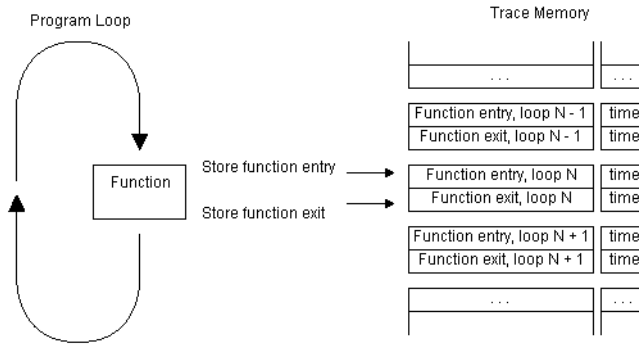 Program Loop
Trace Memory
. . .
. . .
Function entry, loop N - 1
time
Function exit, loop N - 1
time
Function
Store function entry
Function entry, loop N
time
Store function exit
Function exit, loop N
time
Function entry, loop N + 1
time
Function exit, loop N + 1
time
. . .
. . .